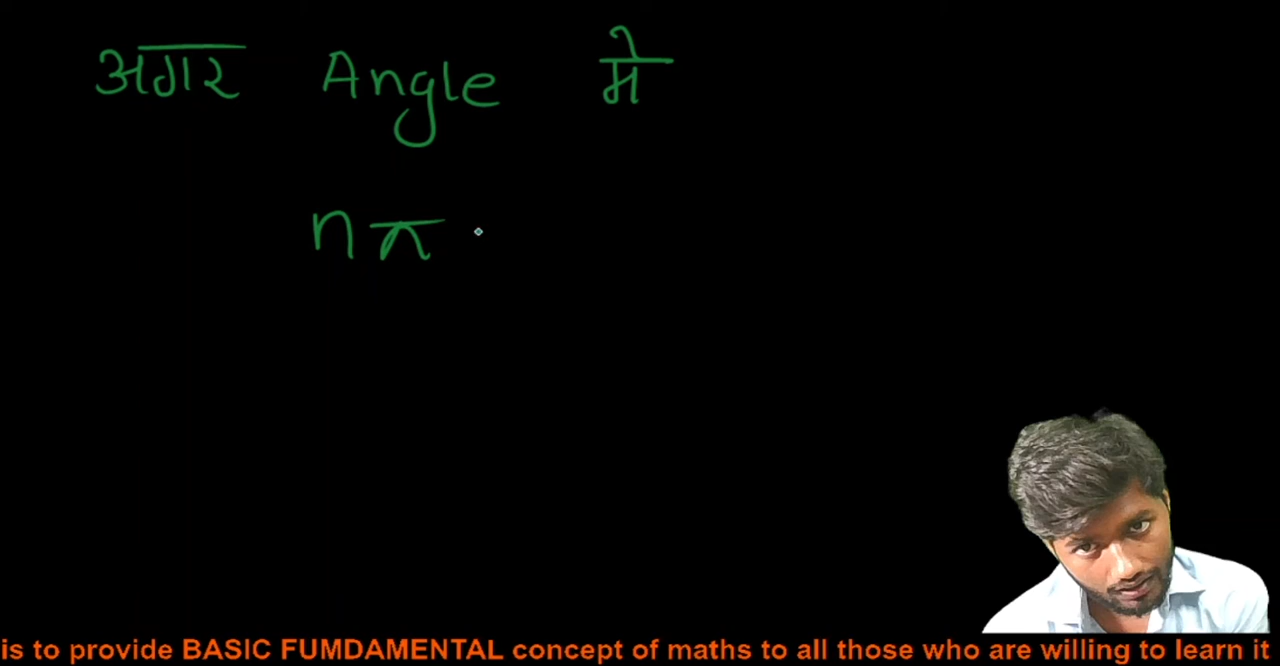 अगर Angle मे
nπ
is to provide BASIC FUMDAMENTAL concept of maths to all those who are willing to learn it